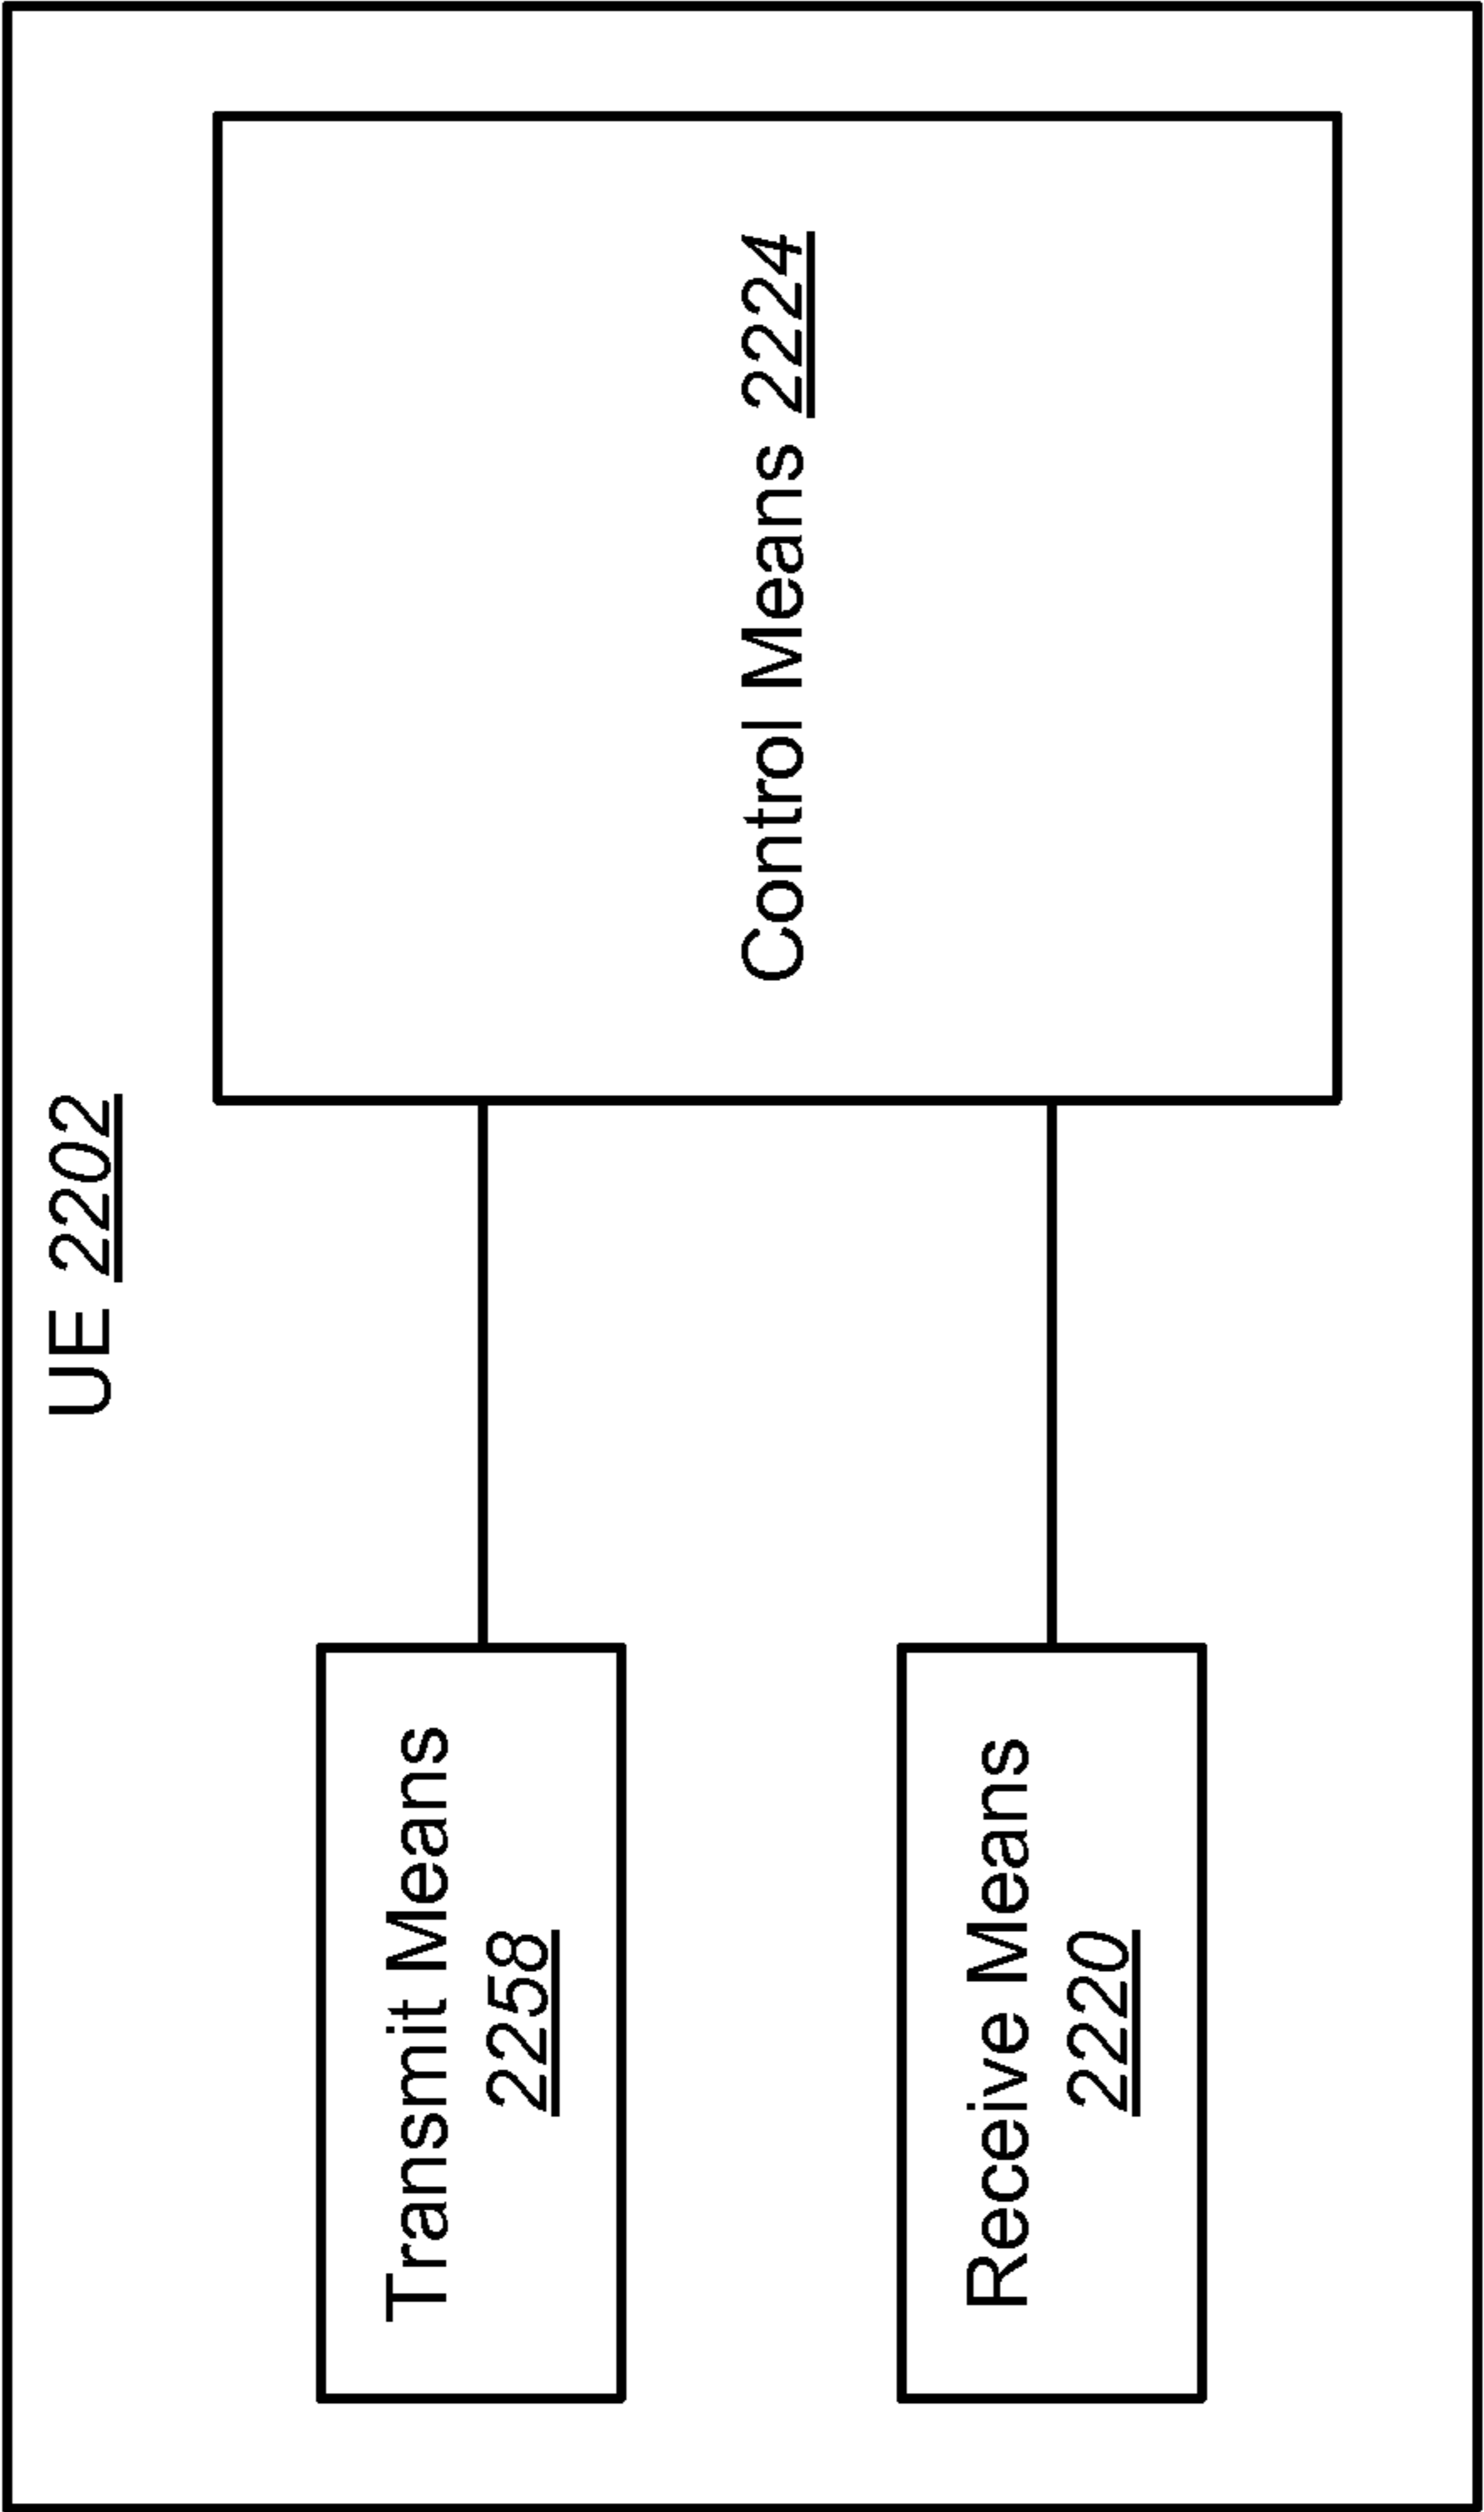 UE 2202
Transmit Means
2258
Control Means 2224
Receive Means
2220